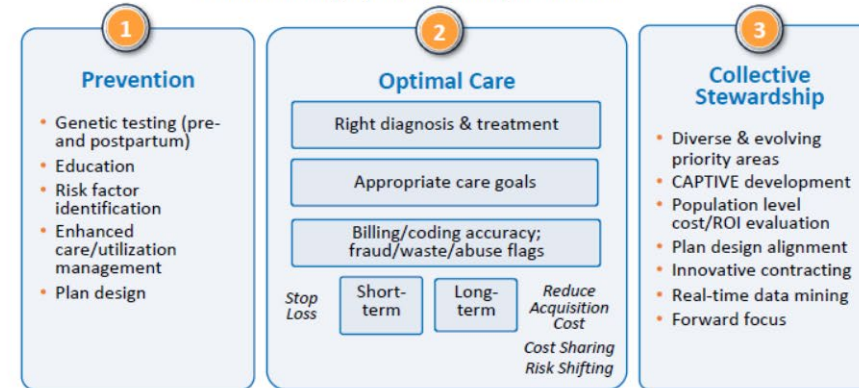 1
Prevention
• Genetic testing (pre-
and postpartum)
• Education
• Risk factor
identification
• Enhanced
care/utilization
management
• Plan design
2
Optimal Care
Right diagnosis & treatment
Appropriate care goals
Billing/coding accuracy;
fraud/waste/abuse flags
Stop
Loss
Short-
term
Long-
term
Reduce
Acquisition
Cost
Cost Sharing
Risk Shifting
3
Collective
Stewardship
• Diverse & evolving
priority areas
• CAPTIVE development
• Population level
cost/ROI evaluation
• Plan design alignment
• Innovative contracting
• Real-time data mining
• Forward focus